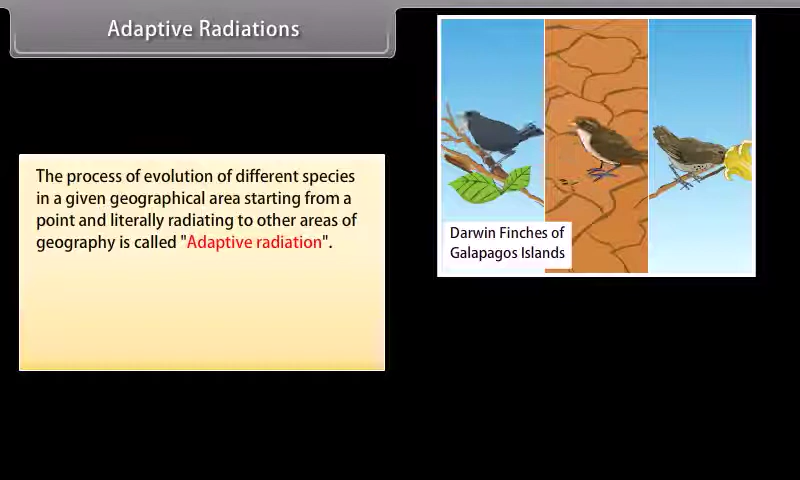 Adaptive Radiations
The process of evolution of different species
in a given geographical area starting from a
point and literally radiating to other areas of
geography is called "Adaptive radiation".
Darwin Finches of
Galapagos Islands